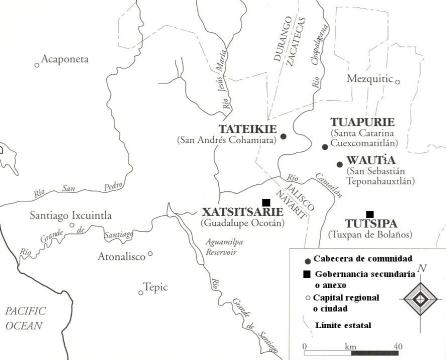 DURANGO
ZACATECAS
Río Chapalagana
Río Jesús María
Acaponeta
Mezquitic
TATEIKIE
(San Andrés Cohamiata)
TUAPURIE
(Santa Catarina
Cuexcomatitlán)
WAUTIA
(San Sebastián
Teponahauxtlán)
Río San Pedro
Camotlán
JALISCO
NAYARIT
XATSITSARIE
(Guadalupe Ocotán)
TUTSIPA
(Tuxpan de Bolaños)
Santiago Ixcuintla
Río Grande de Santiago
Atonalisco
Aguamilpa
Reservoir
Tepic
Río Grande de Santiago
PACIFIC
OCEAN
Cabecera de comunidad
Gobernancia secundaria
o anexo
Capital regional
o ciudad
Límite estatal
N
0 km 40